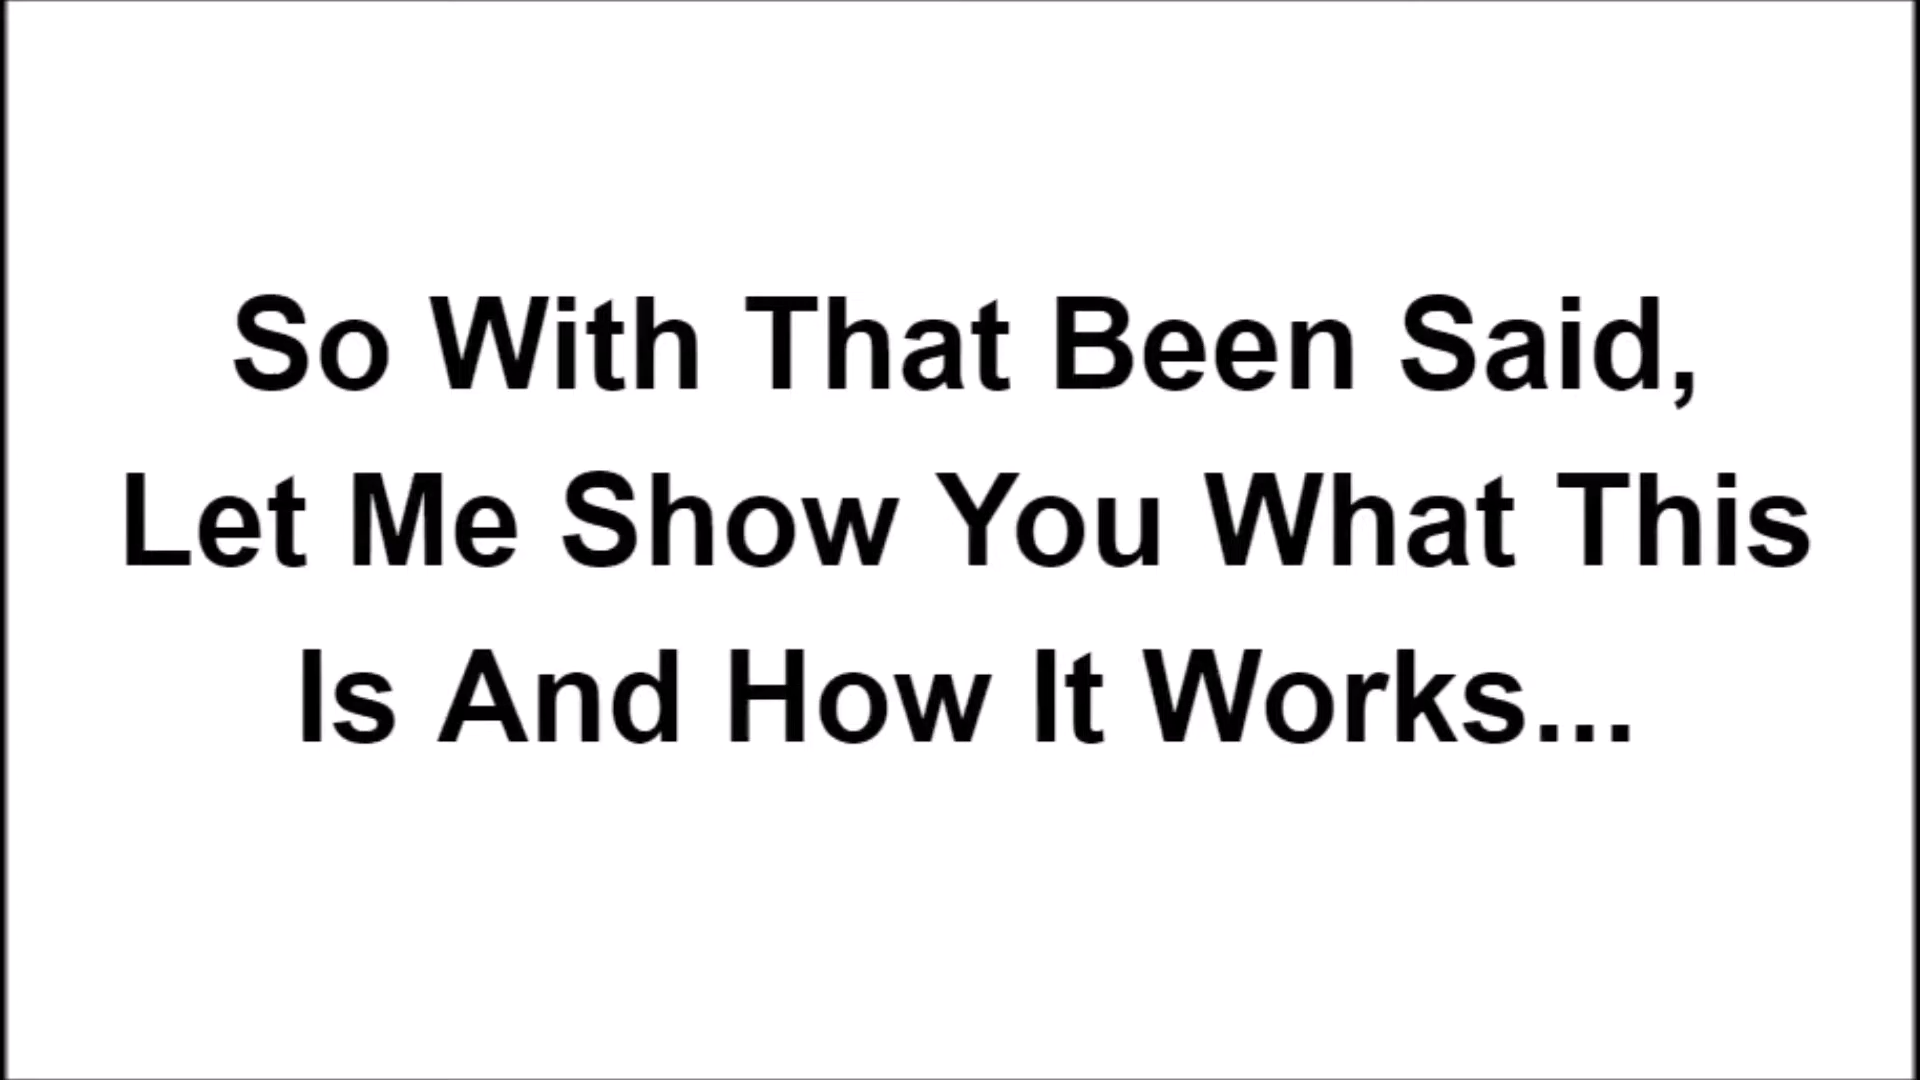 So With That Been Said,
Let Me Show You What This
Is And How It Works...